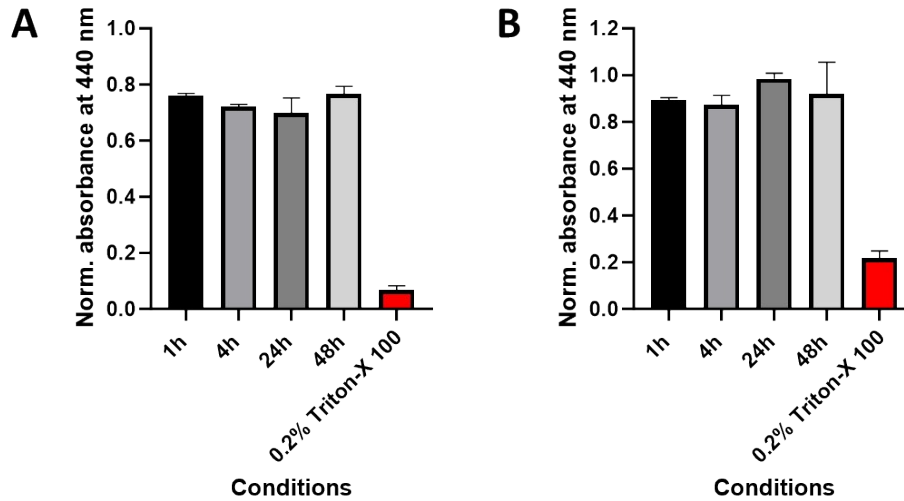 A
Norm. absorbance at 440 nm
1.0
0.8
0.6
0.4
0.2
0.0
1h
4h
24h
48h
0.2% Triton-X 100
Conditions
B
Norm. absorbance at 440 nm
1.2
1.0
0.8
0.6
0.4
0.2
0.0
1h
4h
24h
48h
0.2% Triton-X 100
Conditions